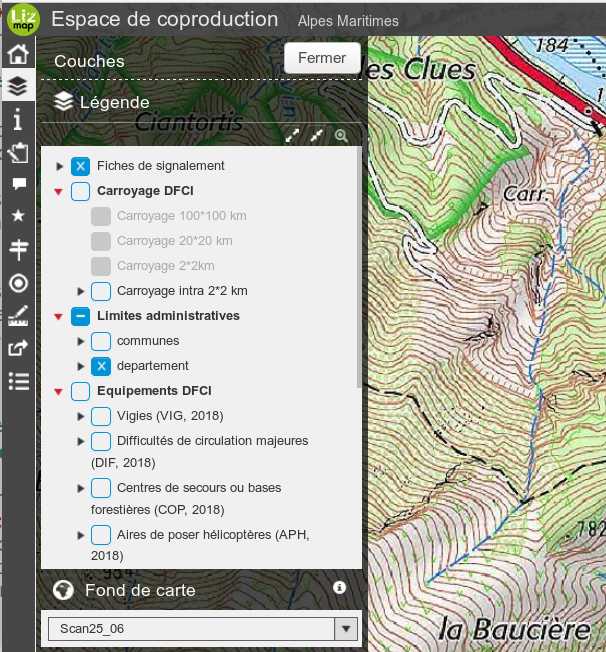 Liz
map
Espace de coproduction
Alpes Maritimes
Couches
Fermer
Légende
Fiches de signalement
Carroyage DFCI
Carroyage 100*100 km
Carroyage 20*20 km
Carroyage 2*2km
Carroyage intra 2*2 km
Limites administratives
communes
departement
Equipements DFCI
Vigies (VIG, 2018)
Difficultés de circulation majeures
(DIF, 2018)
Centres de secours ou bases
forestières (COP, 2018)
Aires de poser hélicoptères (APH,
2018)
Fond de carte
Scan25_06
184
les Clues
Ciantortis
Carr.
782
la Baucière